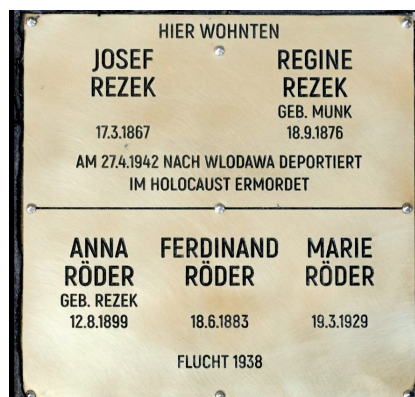 HIER WOHNTEN
JOSEF REZEK
17.3.1867
REGINE REZEK
GEB. MUNK
18.9.1876
AM 27.4.1942 NACH WLODAWA DEPORTIERT
IM HOLOCAUST ERMORDET
ANNA RÖDER
GEB. REZEK
12.8.1899
FERDINAND RÖDER
18.6.1883
MARIE RÖDER
19.3.1929
FLUCHT 1938